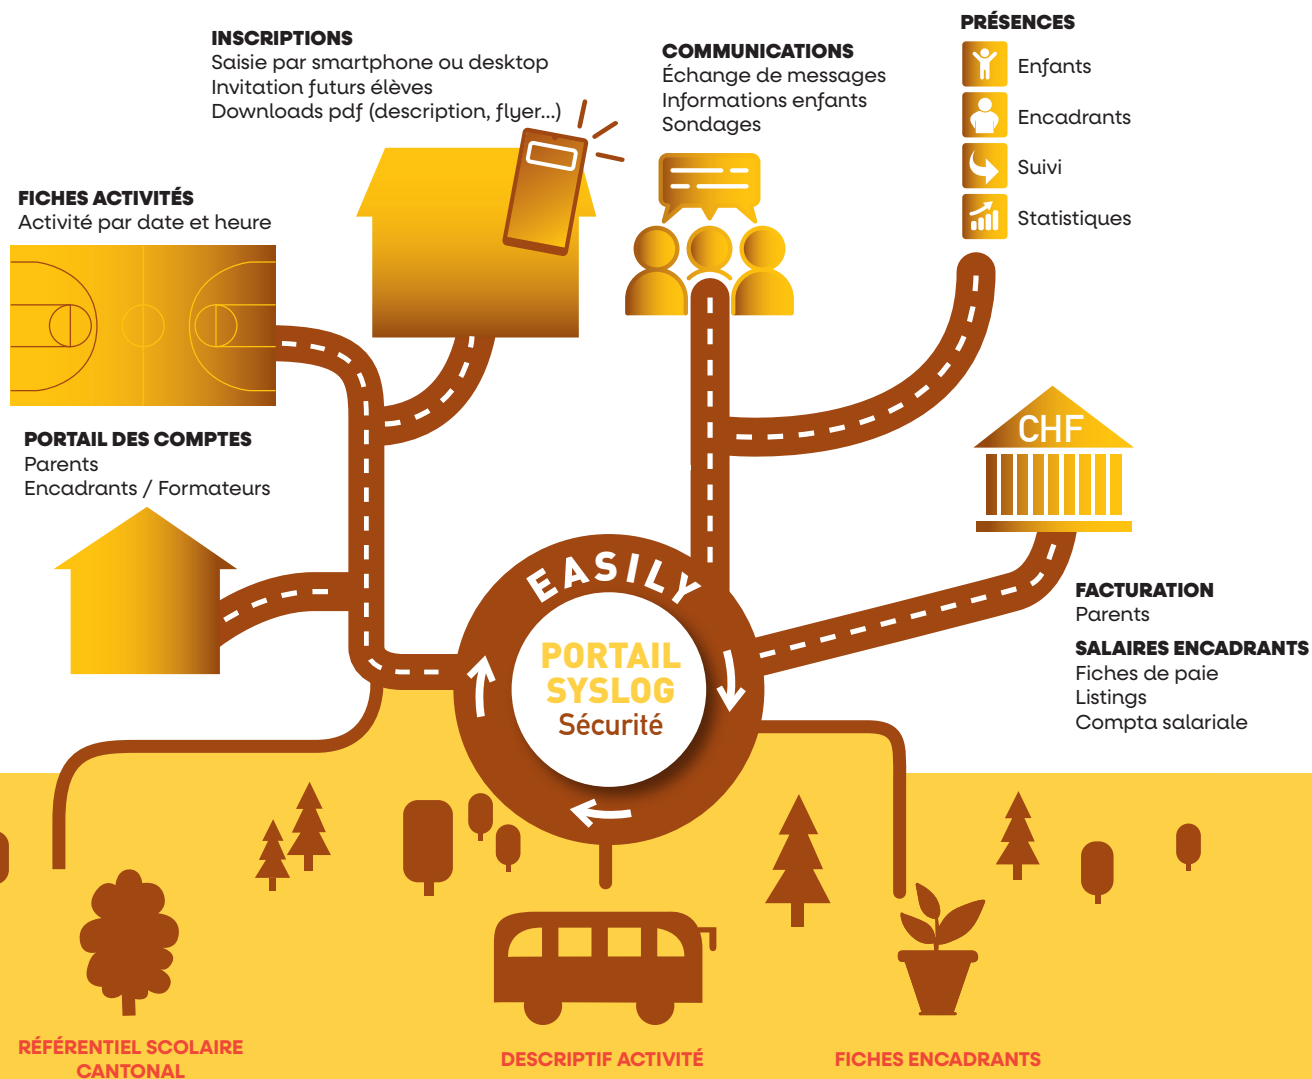 INSCRIPTIONS
Saisie par smartphone ou desktop
Invitation futurs élèves
Downloads pdf (description, flyer...)
COMMUNICATIONS
Échange de messages
Informations enfants
Sondages
PRÉSENCES
Enfants
Encadrants
Suivi
Statistiques
FICHES ACTIVITÉS
Activité par date et heure
PORTAIL DES COMPTES
Parents
Encadrants / Formateurs
CHF
FACTURATION
Parents
SALAIRES ENCADRANTS
Fiches de paie
Listings
Compta salariale
EASILY
PORTAIL
SYSLOG
Sécurité
RÉFÉRENTIEL SCOLAIRE
CANTONAL
DESCRIPTIF ACTIVITÉ
FICHES ENCADRANTS